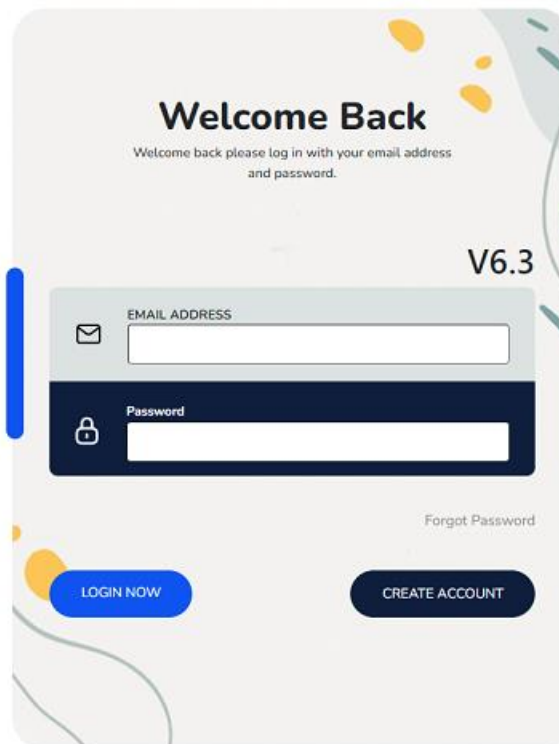 Welcome Back
Welcome back please log in with your email address
and password.
V6.3
EMAIL ADDRESS
Password
Forgot Password
LOGIN NOW
CREATE ACCOUNT